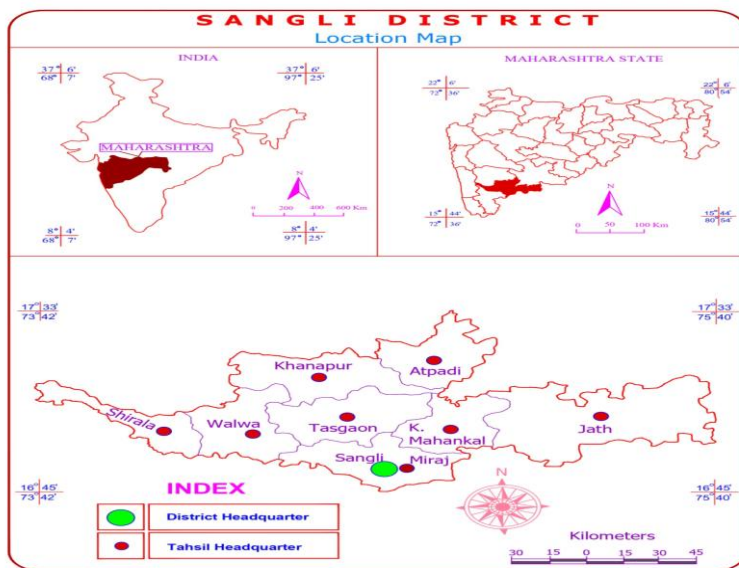 SANGLI DISTRICT
Location Map
INDIA
37° 6'
68° 7'
37° 6'
97° 25'
MAHARASHTRA
N
0 200 400 600 Km
8° 4'
68° 7'
8° 4'
97° 25'
MAHARASHTRA STATE
22° 6'
72° 36'
22° 6'
80° 54'
N
0 50 100 Km
15° 44'
72° 36'
15° 44'
80° 54'
17° 33'
73° 42'
17° 33'
75° 40'
Khanapur
Atpadi
Shirala
Walwa
Tasgaon
K.
Mahankal
Jath
Sangli
Miraj
16° 45'
73° 42'
16° 45'
75° 40'
N
INDEX
District Headquarter
Tahsil Headquarter
Kilometers
30 15 0 15 30 45